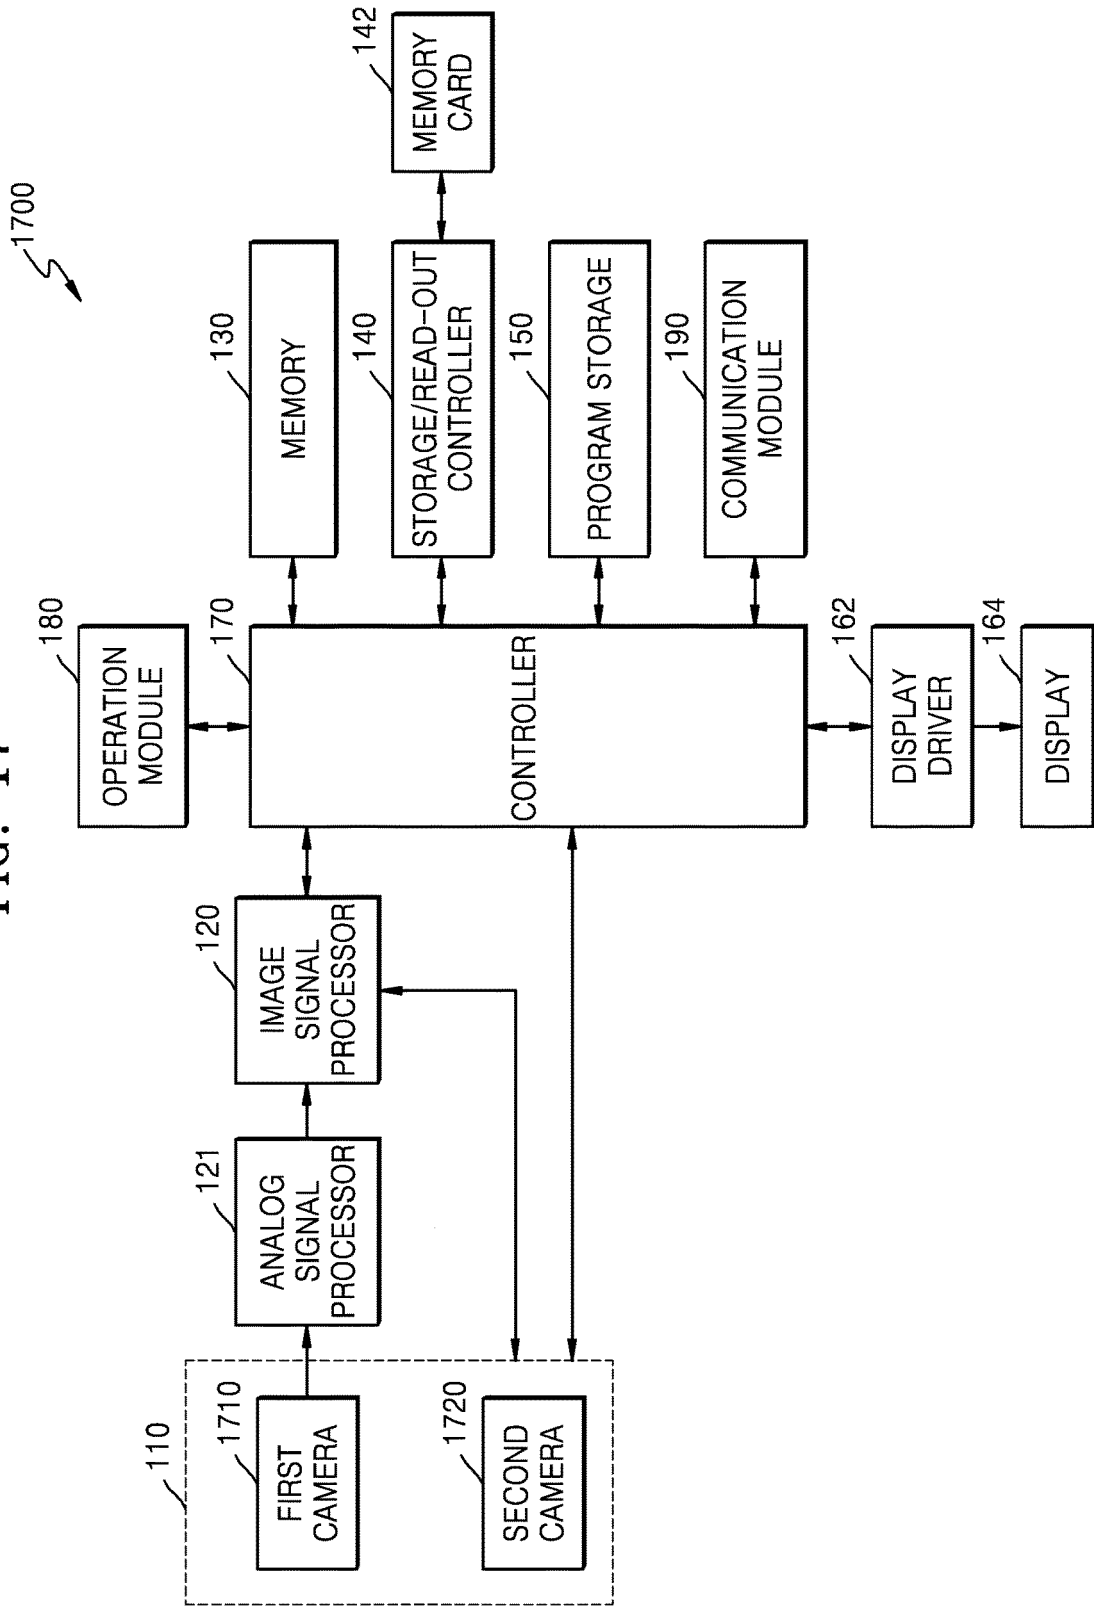 1700
110
1710
FIRST
CAMERA
1720
SECOND
CAMERA
121
ANALOG
SIGNAL
PROCESSOR
120
IMAGE
SIGNAL
PROCESSOR
180
OPERATION
MODULE
170
CONTROLLER
162
DISPLAY
DRIVER
164
DISPLAY
130
MEMORY
140
STORAGE/READ-OUT
CONTROLLER
142
MEMORY
CARD
150
PROGRAM STORAGE
190
COMMUNICATION
MODULE